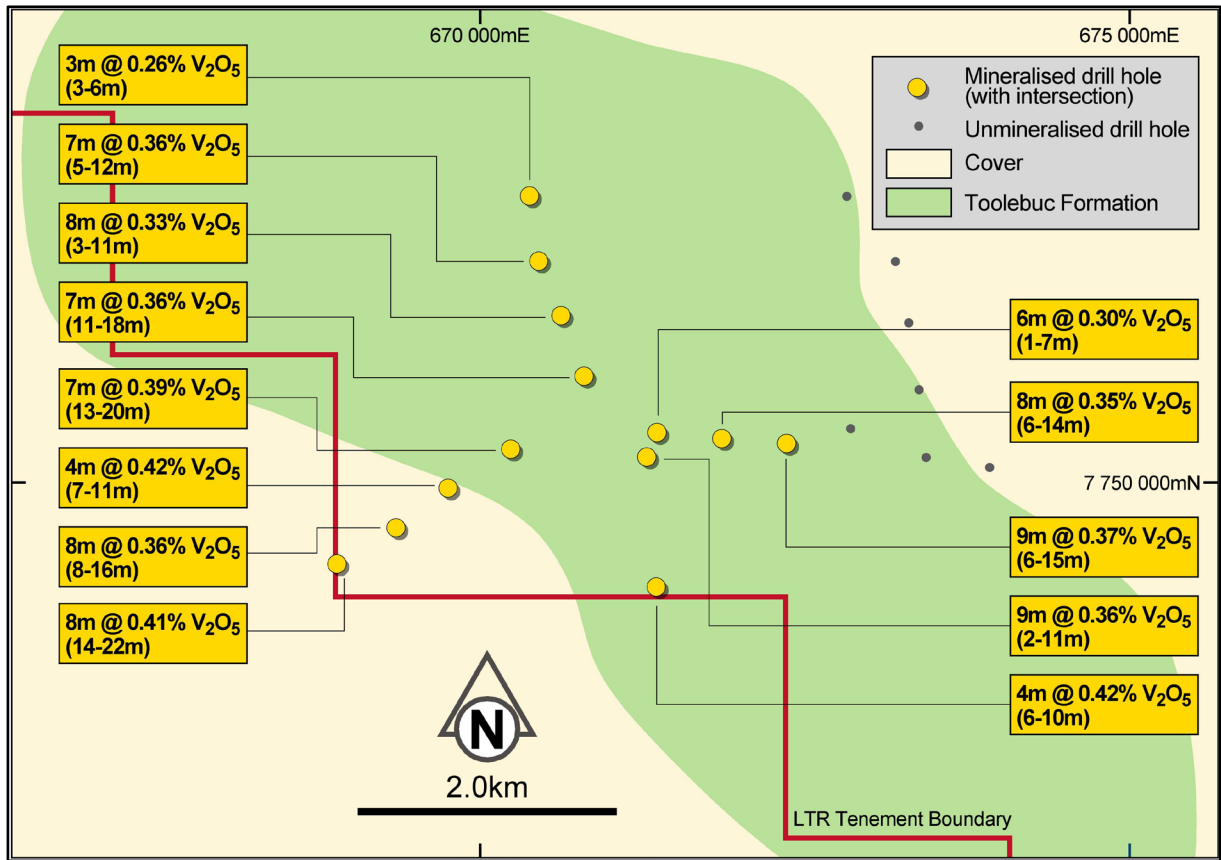 670 000mE
675 000mE
3m @ 0.26% V₂O₅
(3-6m)
7m @ 0.36% V₂O₅
(5-12m)
8m @ 0.33% V₂O₅
(3-11m)
7m @ 0.36% V₂O₅
(11-18m)
7m @ 0.39% V₂O₅
(13-20m)
4m @ 0.42% V₂O₅
(7-11m)
8m @ 0.36% V₂O₅
(8-16m)
8m @ 0.41% V₂O₅
(14-22m)
Mineralised drill hole
(with intersection)
Unmineralised drill hole
Cover
Toolebuc Formation
6m @ 0.30% V₂O₅
(1-7m)
8m @ 0.35% V₂O₅
(6-14m)
7 750 000mN
9m @ 0.37% V₂O₅
(6-15m)
9m @ 0.36% V₂O₅
(2-11m)
4m @ 0.42% V₂O₅
(6-10m)
N
2.0km
LTR Tenement Boundary